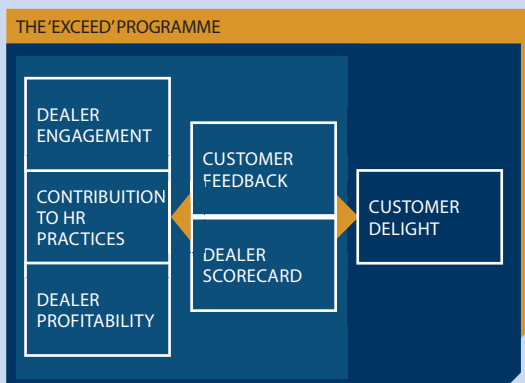 THE 'EXCEED' PROGRAMME
DEALER
ENGAGEMENT
CONTRIBUITION
TO HR
PRACTICES
DEALER
PROFITABILITY
CUSTOMER
FEEDBACK
DEALER
SCORECARD
CUSTOMER
DELIGHT